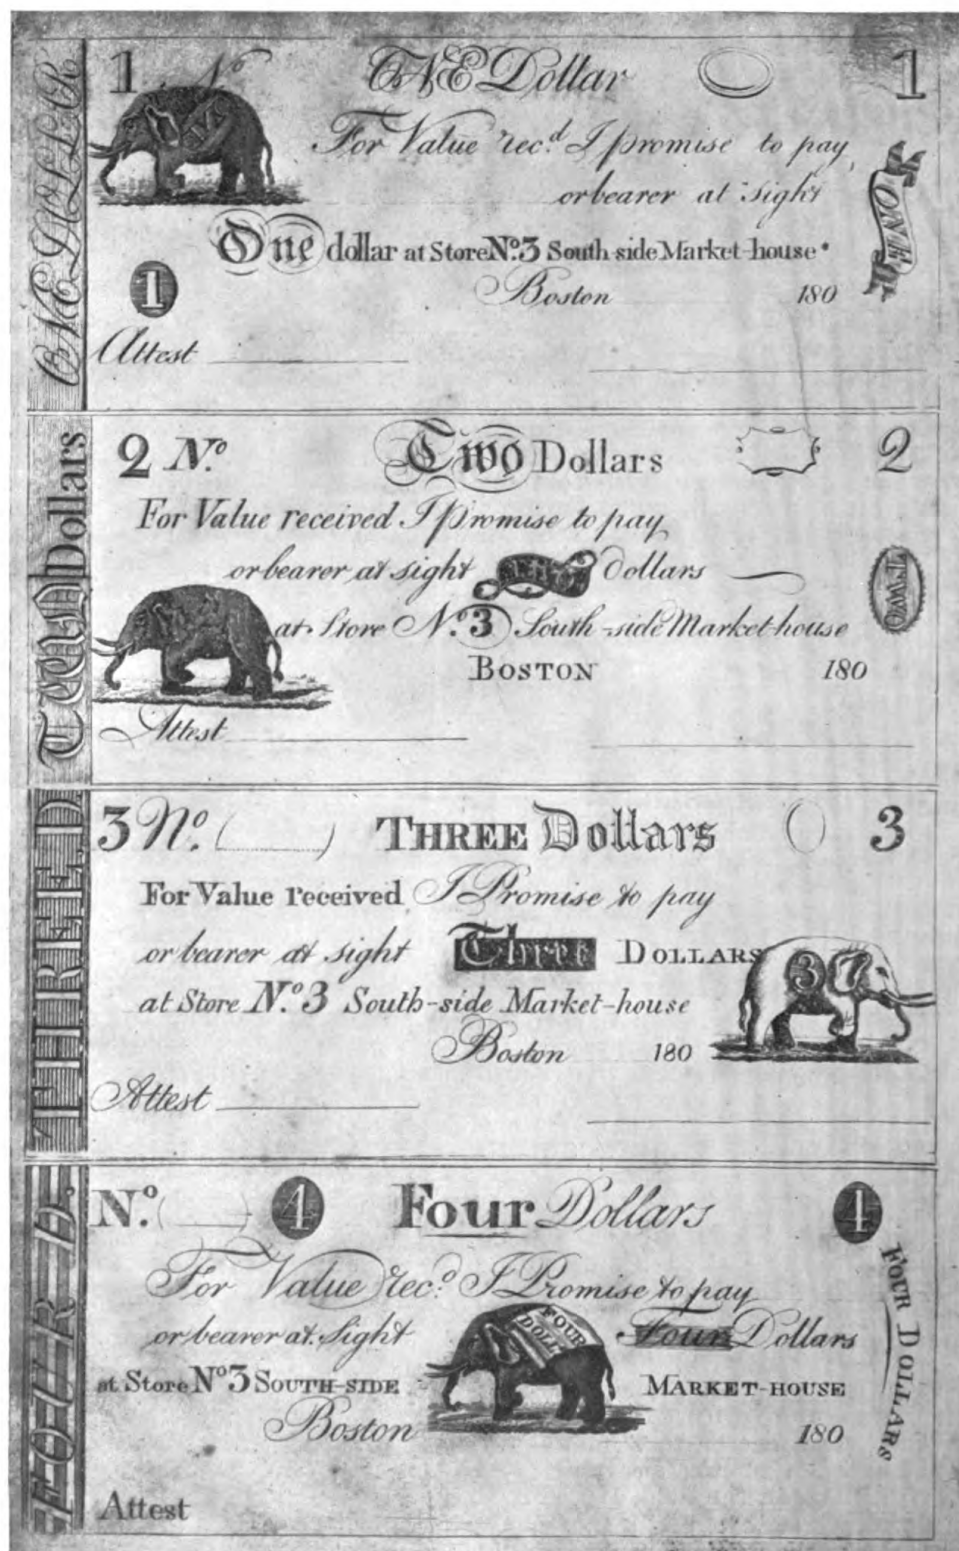 ONE DOLLAR
1 No ONE Dollar 1
For Value rec.d I promise to pay
or bearer at sight
One dollar at Store No.3 South-side Market-house
ONE
1
Boston 180
Attest
TWO Dollars
2 No. Two Dollars 2
For Value received I promise to pay
or bearer at sight TWO dollars
TWO
at Store No.3 South-side Market-house
BOSTON 180
Attest
THREE D
3 No. THREE Dollars 3
For Value received I Promise to pay
or bearer at sight Three DOLLARS
3
at Store No.3 South-side Market-house
Boston 180
Attest
FOUR D.
No. 4 Four Dollars 4
For Value rec.d I Promise to pay
or bearer at Sight Four Dollars
FOUR
DOLL
at Store No3 SOUTH-SIDE MARKET-HOUSE
Boston 180
FOUR DOLLARS
Attest